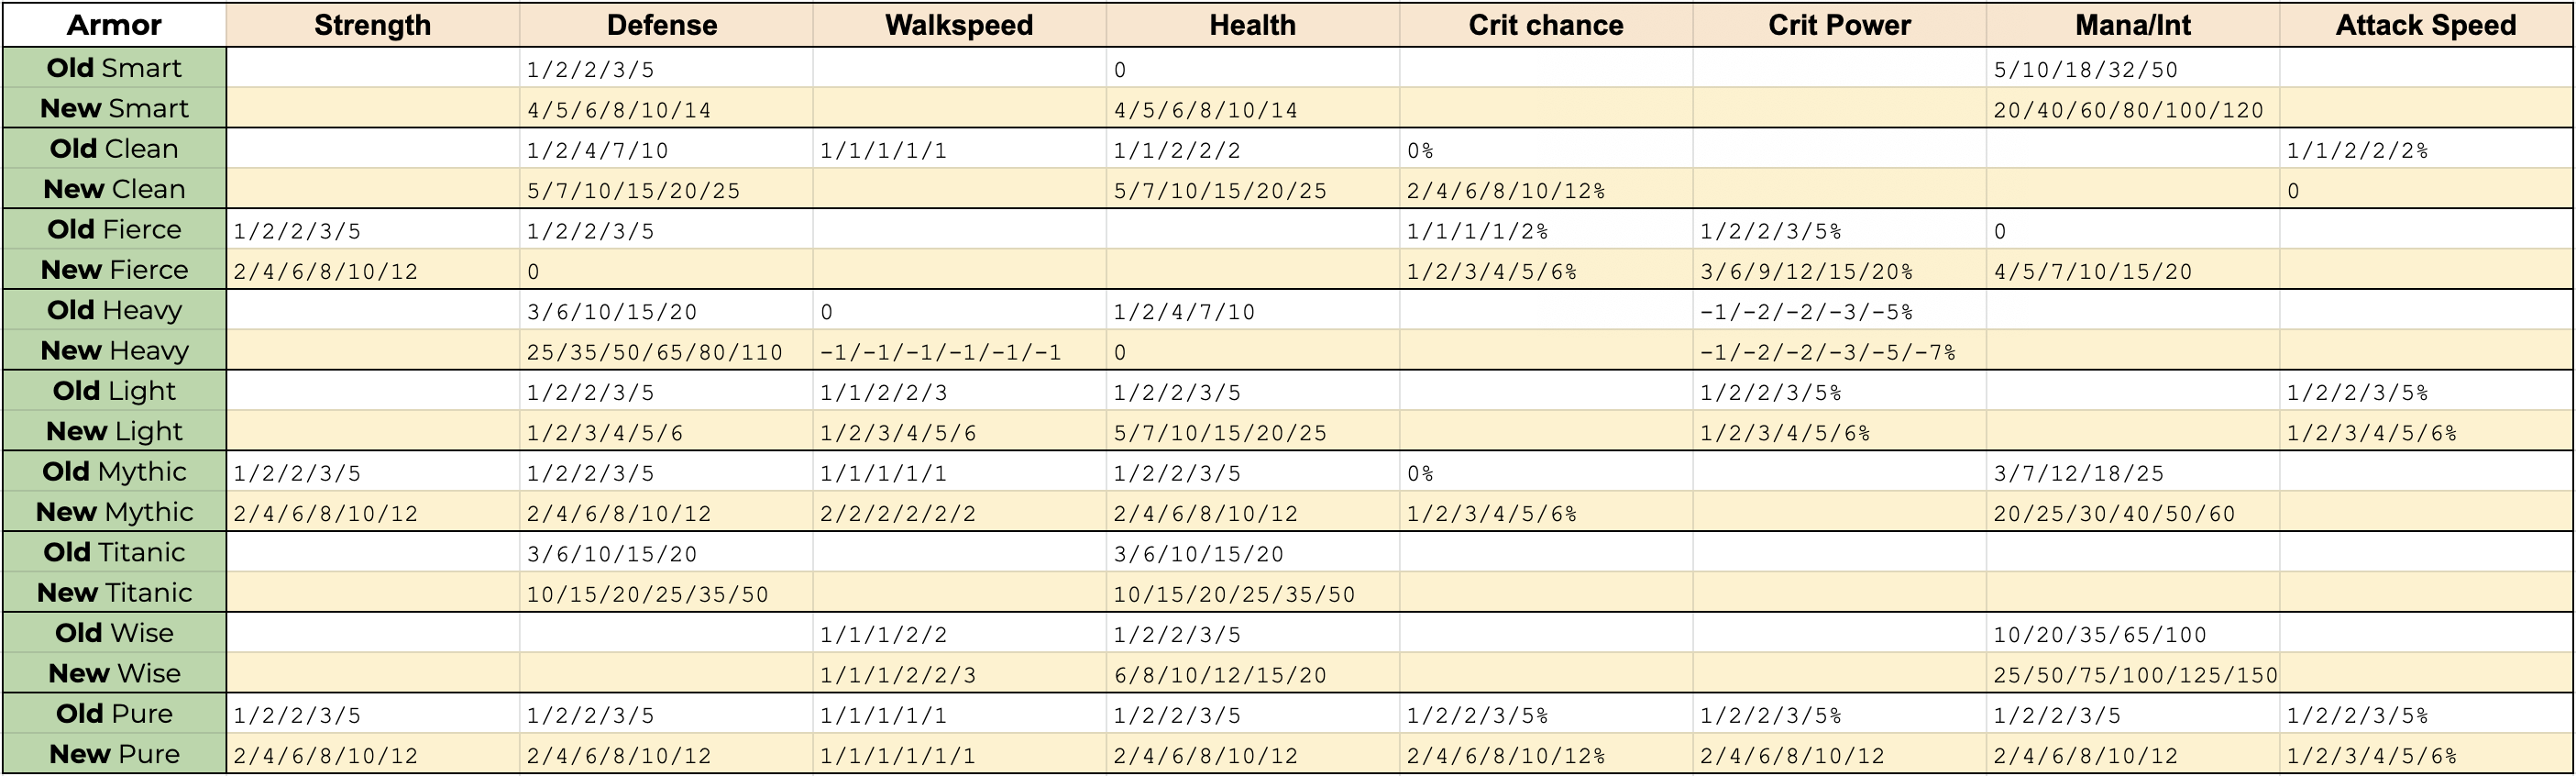 Armor Strength Defense Walkspeed Health Crit chance Crit Power Mana/Int Attack Speed
Old Smart 1/2/2/3/5 0 5/10/18/32/50
New Smart 4/5/6/8/10/14 4/5/6/8/10/14 20/40/60/80/100/120
Old Clean 1/2/4/7/10 1/1/1/1/1 1/1/2/2/2 0% 1/1/2/2/2%
New Clean 5/7/10/15/20/25 5/7/10/15/20/25 2/4/6/8/10/12% 0
Old Fierce 1/2/2/3/5 1/2/2/3/5 1/1/1/1/2% 1/2/2/3/5% 0
New Fierce 2/4/6/8/10/12 0 1/2/3/4/5/6% 3/6/9/12/15/20% 4/5/7/10/15/20
Old Heavy 3/6/10/15/20 0 1/2/4/7/10 -1/-2/-2/-3/-5%
New Heavy 25/35/50/65/80/110 -1/-1/-1/-1/-1/-1 0 -1/-2/-2/-3/-5/-7%
Old Light 1/2/2/3/5 1/1/2/2/3 1/2/2/3/5 1/2/2/3/5% 1/2/2/3/5%
New Light 1/2/3/4/5/6 1/2/3/4/5/6 5/7/10/15/20/25 1/2/3/4/5/6% 1/2/3/4/5/6%
Old Mythic 1/2/2/3/5 1/2/2/3/5 1/1/1/1/1 1/2/2/3/5 0% 3/7/12/18/25
New Mythic 2/4/6/8/10/12 2/4/6/8/10/12 2/2/2/2/2/2 2/4/6/8/10/12 1/2/3/4/5/6% 20/25/30/40/50/60
Old Titanic 3/6/10/15/20 3/6/10/15/20
New Titanic 10/15/20/25/35/50 10/15/20/25/35/50
Old Wise 1/1/1/2/2 1/2/2/3/5 10/20/35/65/100
New Wise 1/1/1/2/2/3 6/8/10/12/15/20 25/50/75/100/125/150
Old Pure 1/2/2/3/5 1/2/2/3/5 1/1/1/1/1 1/2/2/3/5 1/2/2/3/5% 1/2/2/3/5% 1/2/2/3/5 1/2/2/3/5%
New Pure 2/4/6/8/10/12 2/4/6/8/10/12 1/1/1/1/1/1 2/4/6/8/10/12 2/4/6/8/10/12% 2/4/6/8/10/12 2/4/6/8/10/12 1/2/3/4/5/6%